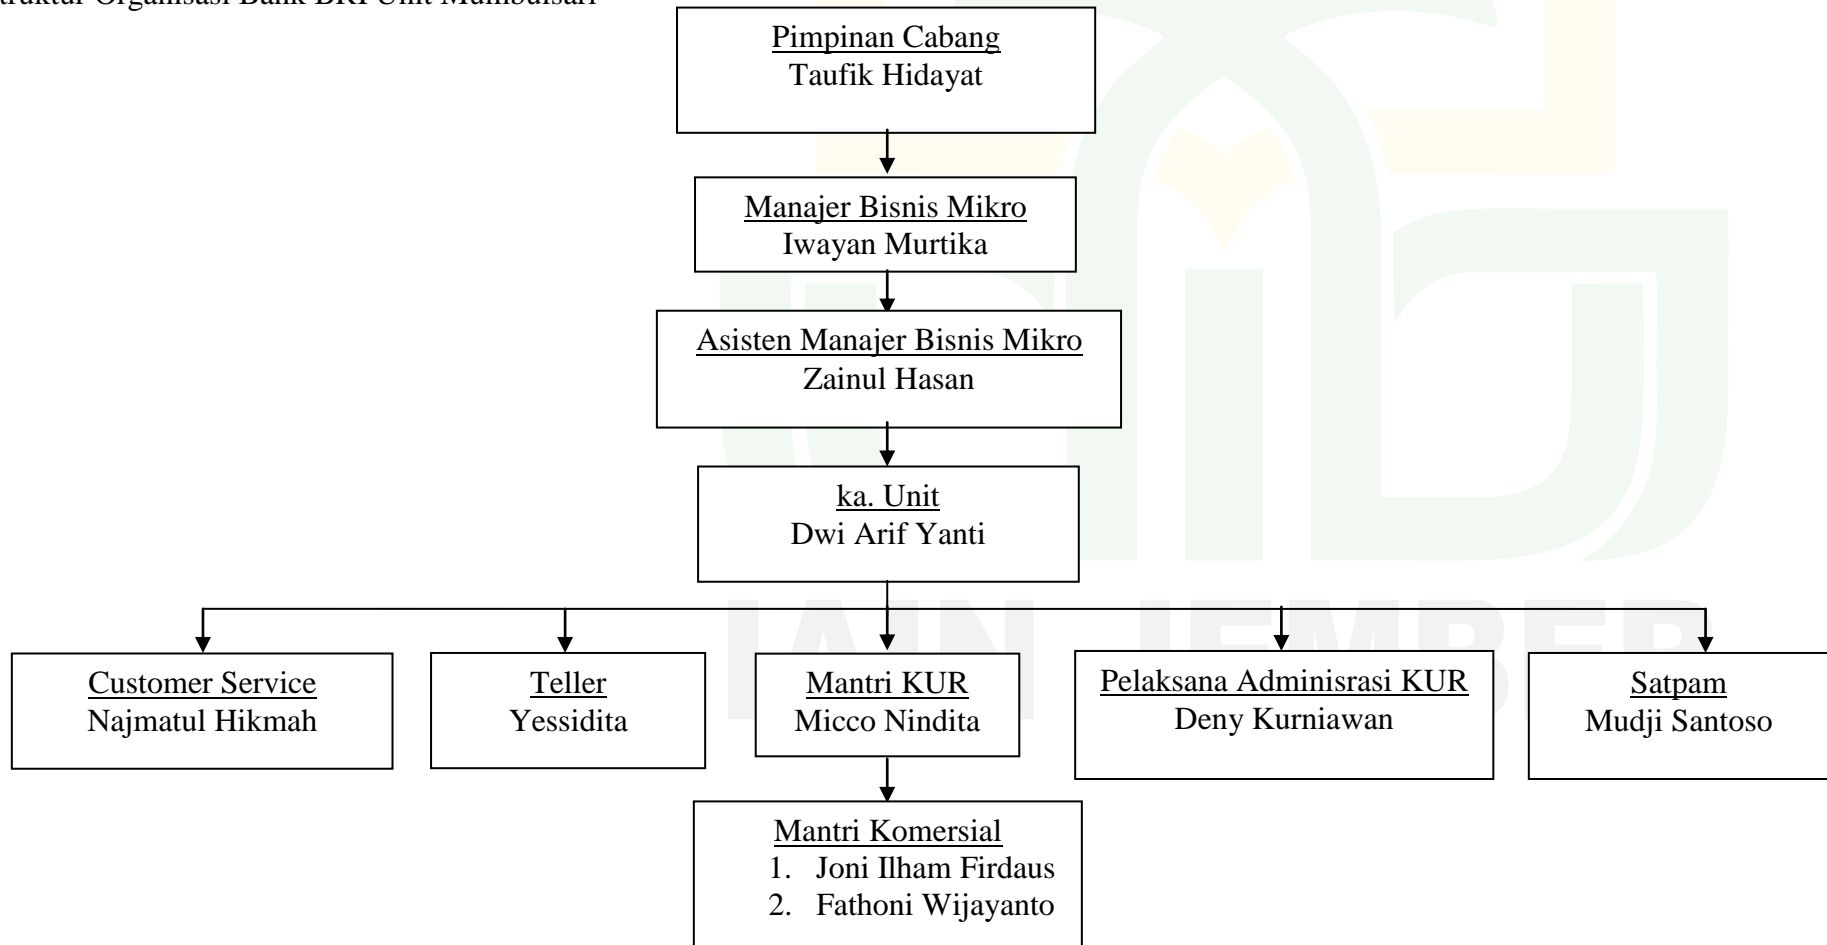 Struktur Organisasi Bank BRI Unit Mumbulsari
Pimpinan Cabang
Taufik Hidayat
Manajer Bisnis Mikro
Iwayan Murtika
Asisten Manajer Bisnis Mikro
Zainul Hasan
ka. Unit
Dwi Arif Yanti
Customer Service
Najmatul Hikmah
Teller
Yessidita
Mantri KUR
Micco Nindita
Pelaksana Adminisrasi KUR
Deny Kurniawan
Satpam
Mudji Santoso
Mantri Komersial
1. Joni Ilham Firdaus
2. Fathoni Wijayanto
IAIN JEMBER